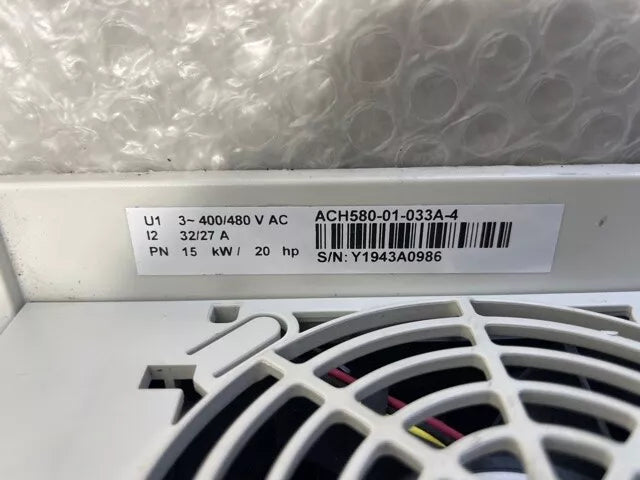 U1 3~ 400/480 V AC
I2 32/27 A
PN 15 kW / 20 hp
ACH580-01-033A-4
S/N: Y1943A0986